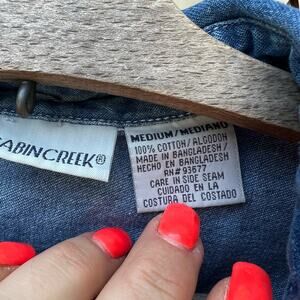 CABINCREEK®
MEDIUM/MEDIANO
100% COTTON/ALGODON
MADE IN BANGLADESH/
HECHO EN BANGLADESH
RN#93677
CARE IN SIDE SEAM
CUIDADO EN LA
COSTURA DEL COSTADO